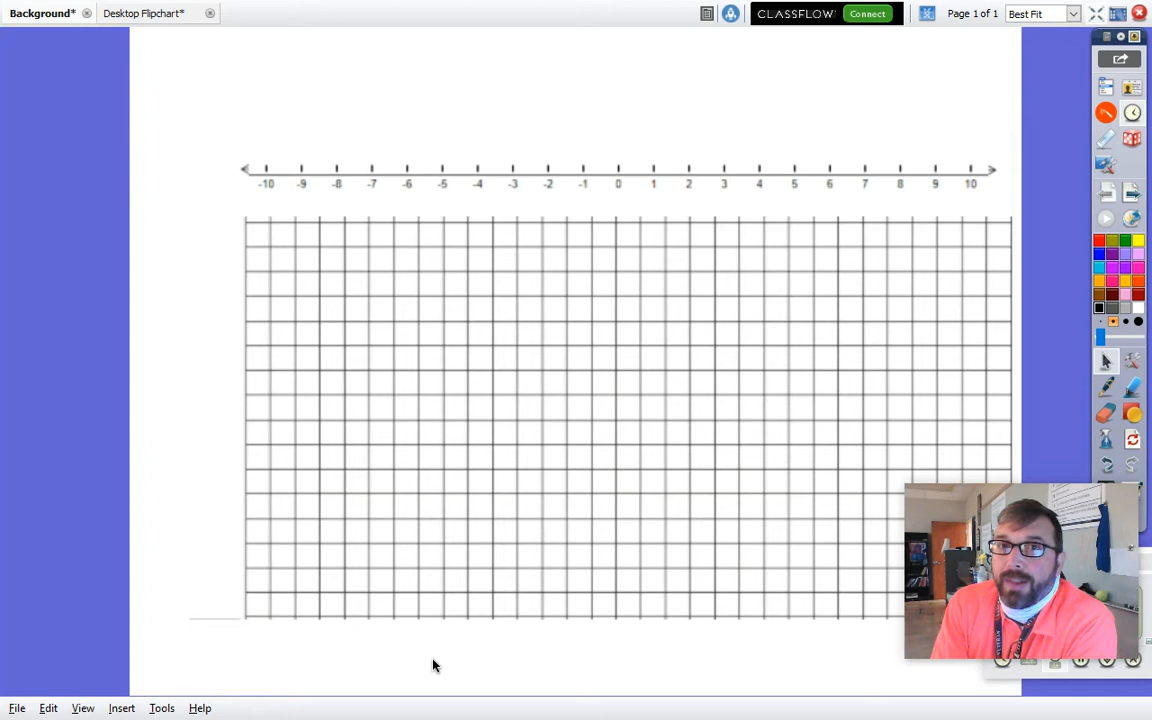 Background*
Desktop Flipchart*
CLASSFLOW Connect
Page 1 of 1
Best Fit
-10 -9 -8 -7 -6 -5 -4 -3 -2 -1 0 1 2 3 4 5 6 7 8 9 10
File Edit View Insert Tools Help